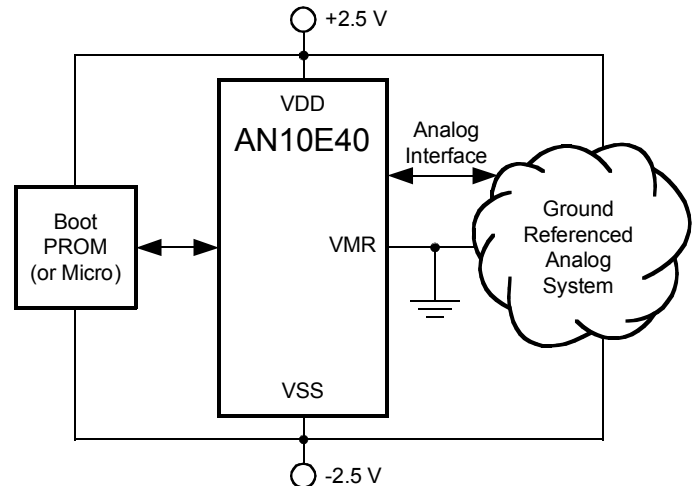 +2.5 V
VDD
AN10E40
Analog
Interface
Boot
PROM
(or Micro)
VMR
Ground
Referenced
Analog
System
VSS
-2.5 V